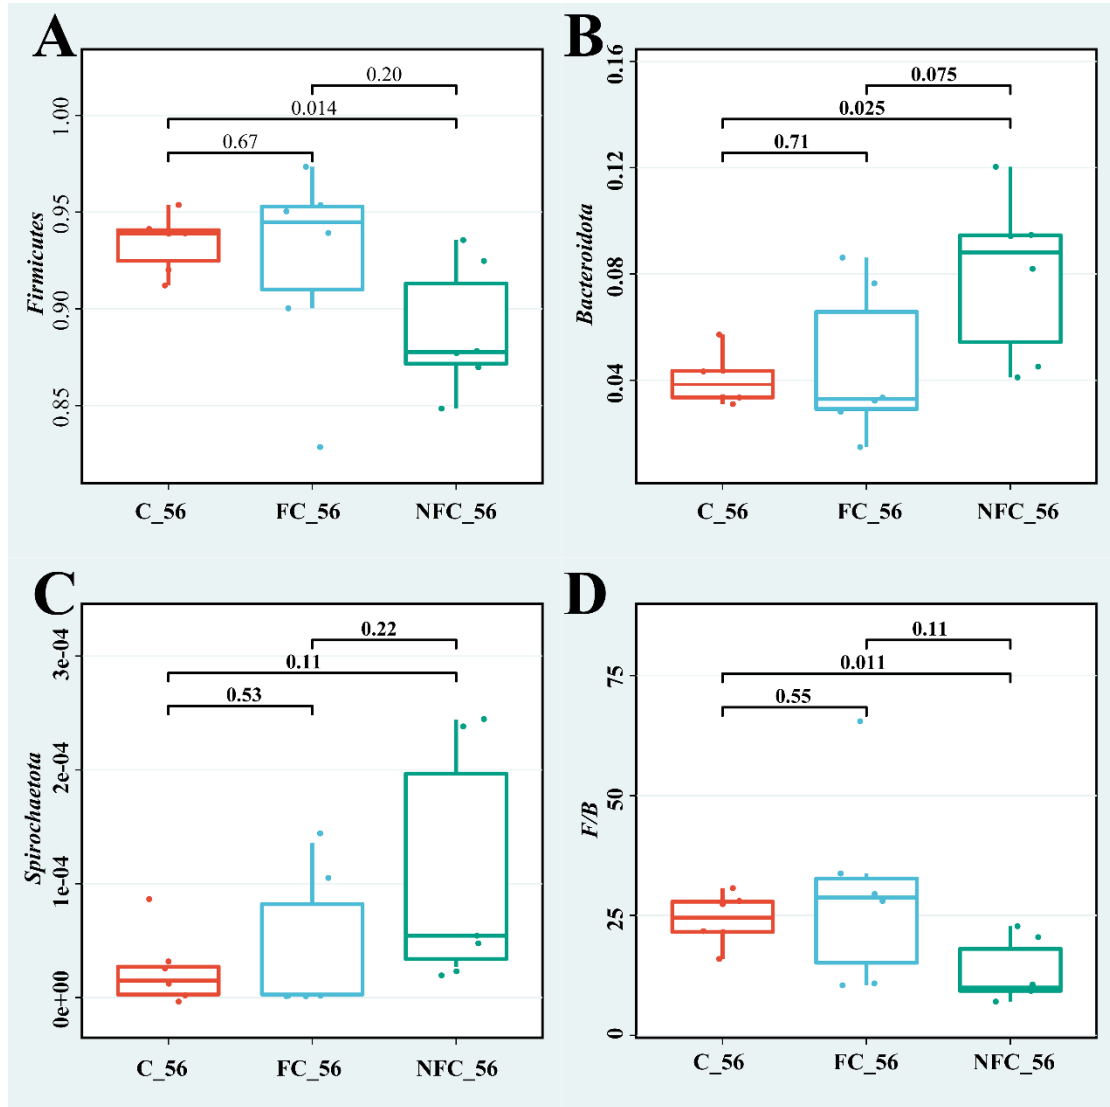 A
Firmicutes
1.00
0.95
0.90
0.85
0.20
0.014
0.67
C_56 FC_56 NFC_56
B
Bacteroidota
0.16
0.12
0.08
0.04
0.075
0.025
0.71
C_56 FC_56 NFC_56
C
Spirochaetota
3e-04
2e-04
1e-04
0e+00
0.22
0.11
0.53
C_56 FC_56 NFC_56
D
F/B
75
50
25
0
0.11
0.011
0.55
C_56 FC_56 NFC_56